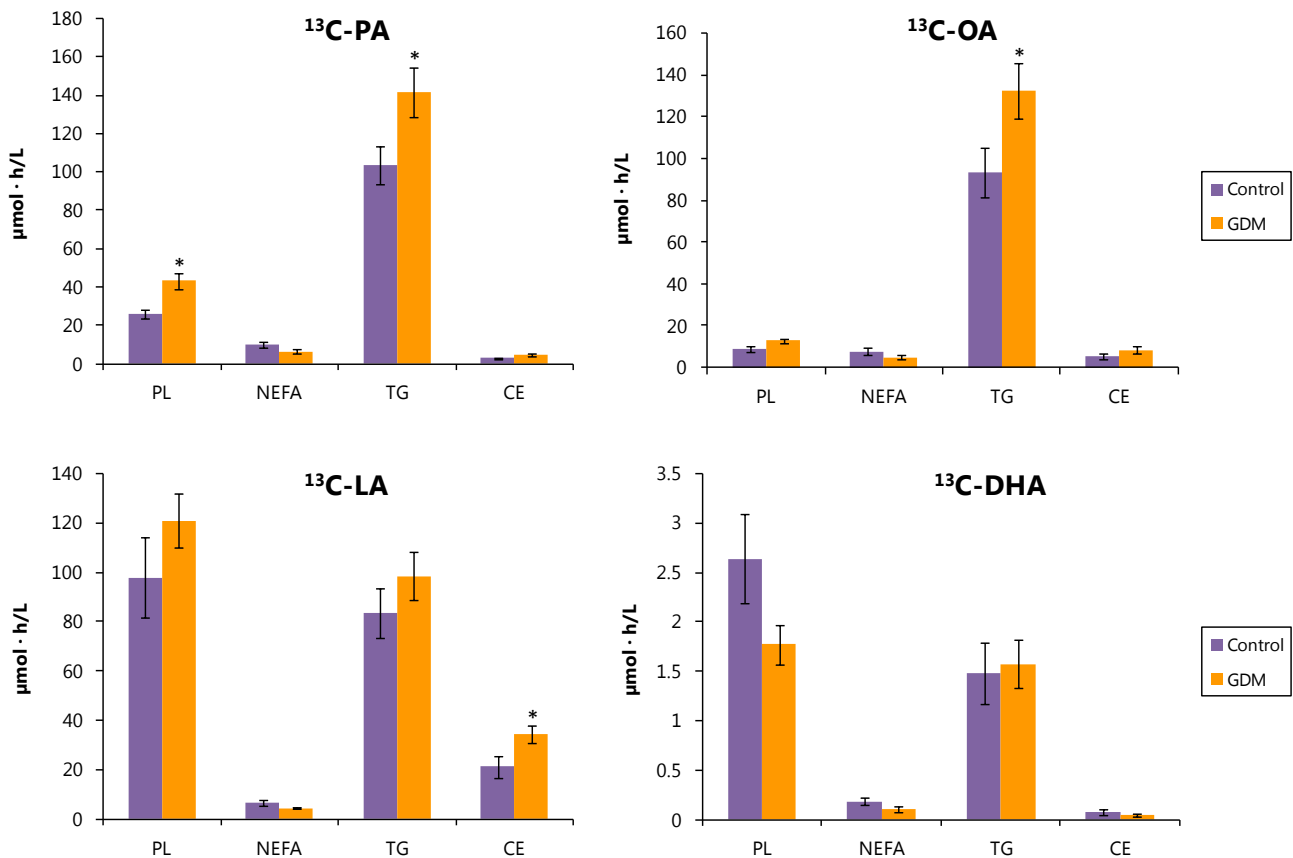 ¹³C-PA
µmol · h/L
180
160
140
120
100
80
60
40
20
0
*
*
PL NEFA TG CE
¹³C-OA
µmol · h/L
160
140
120
100
80
60
40
20
0
*
PL NEFA TG CE
Control
GDM
¹³C-LA
µmol · h/L
140
120
100
80
60
40
20
0
*
PL NEFA TG CE
¹³C-DHA
µmol · h/L
3.5
3
2.5
2
1.5
1
0.5
0
PL NEFA TG CE
Control
GDM